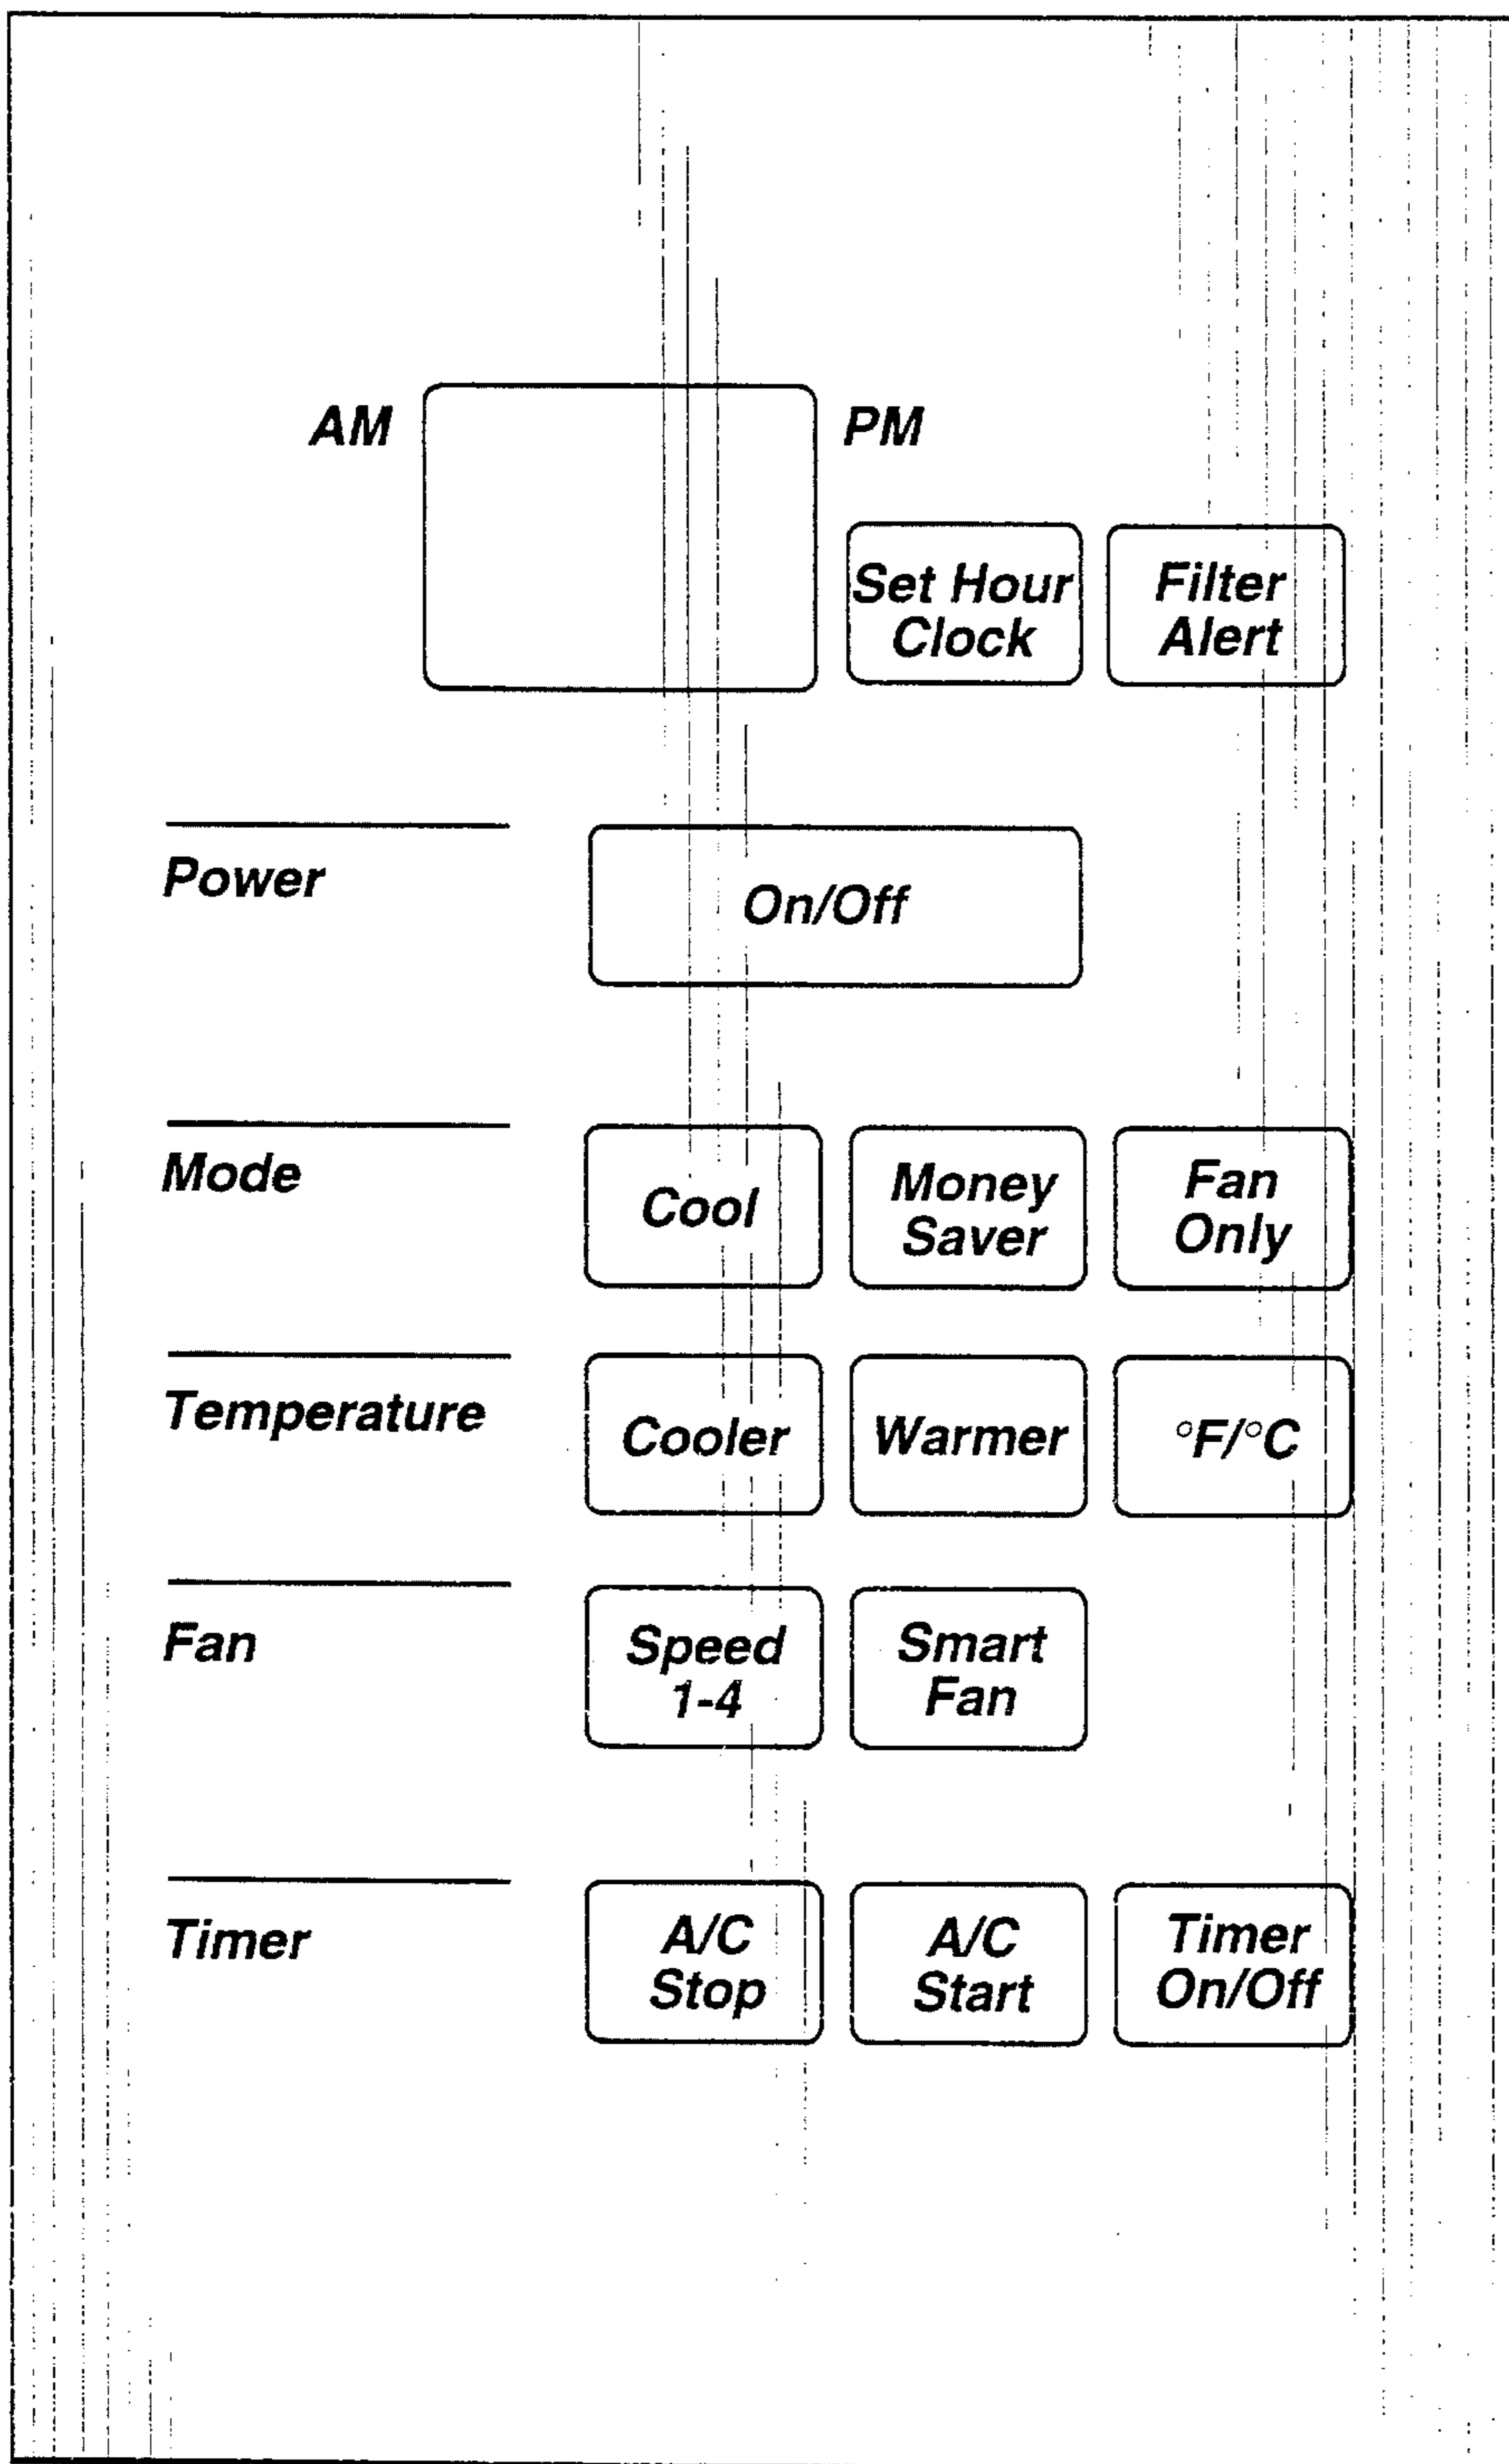 AM PM
Set Hour
Clock
Filter
Alert
Power
On/Off
Mode
Cool
Money
Saver
Fan
Only
Temperature
Cooler
Warmer
°F/°C
Fan
Speed
1-4
Smart
Fan
Timer
A/C
Stop
A/C
Start
Timer
On/Off